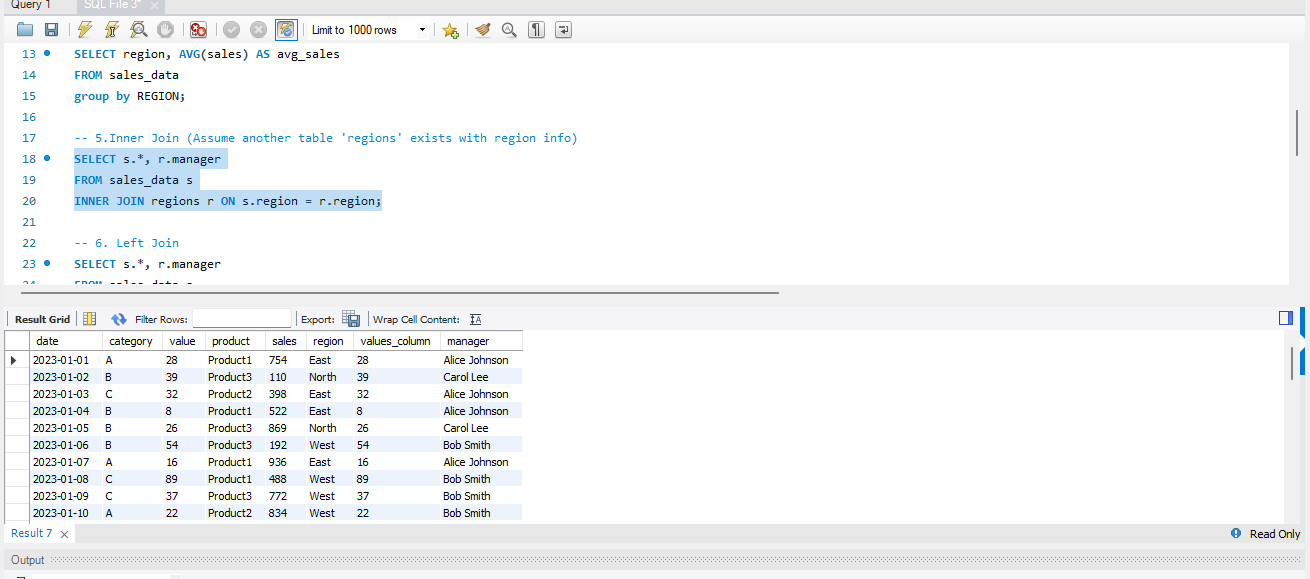 Query 1 SQL File 3*
Limit to 1000 rows
13 SELECT region, AVG(sales) AS avg_sales
14 FROM sales_data
15 group by REGION;
16
17 -- 5.Inner Join (Assume another table 'regions' exists with region info)
18 SELECT s.*, r.manager
19 FROM sales_data s
20 INNER JOIN regions r ON s.region = r.region;
21
22 -- 6. Left Join
23 SELECT s.*, r.manager
24 FROM sales_data s
Result Grid Filter Rows: Export: Wrap Cell Content:
date category value product sales region values_column manager
2023-01-01 A 28 Product1 754 East 28 Alice Johnson
2023-01-02 B 39 Product3 110 North 39 Carol Lee
2023-01-03 C 32 Product2 398 East 32 Alice Johnson
2023-01-04 B 8 Product1 522 East 8 Alice Johnson
2023-01-05 B 26 Product3 869 North 26 Carol Lee
2023-01-06 B 54 Product3 192 West 54 Bob Smith
2023-01-07 A 16 Product1 936 East 16 Alice Johnson
2023-01-08 C 89 Product1 488 West 89 Bob Smith
2023-01-09 C 37 Product3 772 West 37 Bob Smith
2023-01-10 A 22 Product2 834 West 22 Bob Smith
Result 7 Read Only
Output